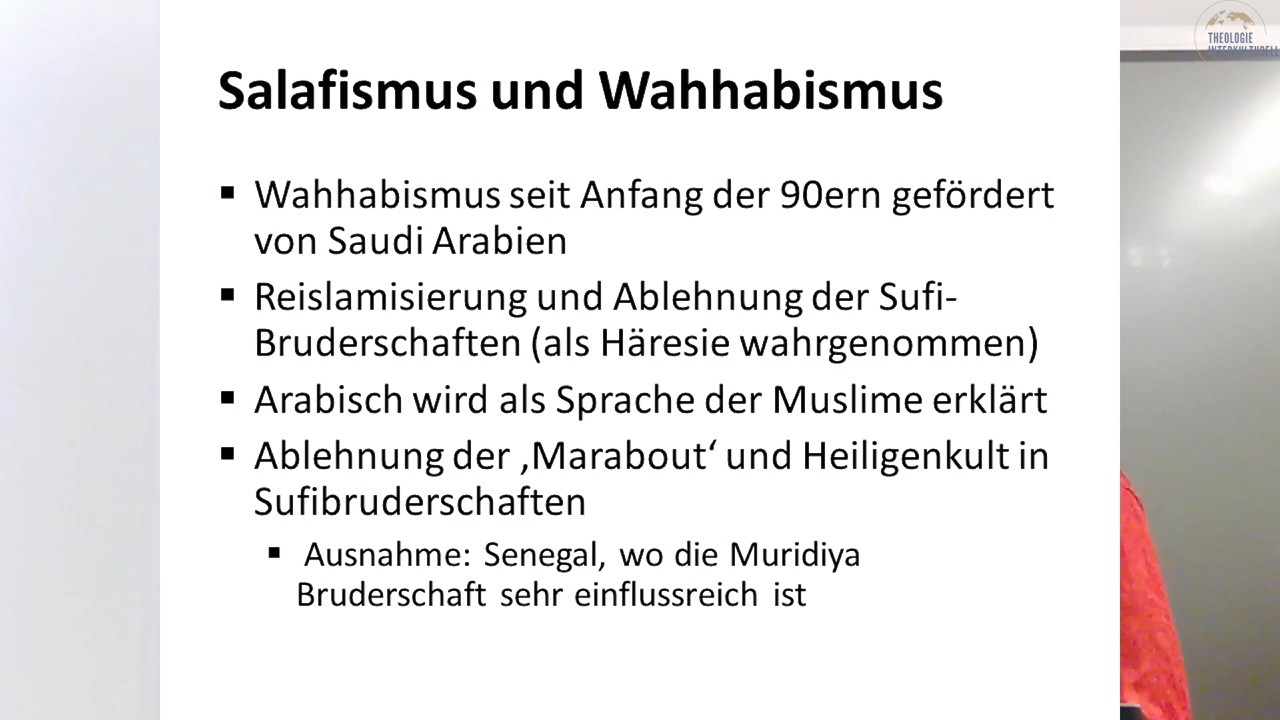 THEOLOGIE
INTERKULTURELL
Salafismus und Wahhabismus
▪ Wahhabismus seit Anfang der 90ern gefördert
von Saudi Arabien
▪ Reislamisierung und Ablehnung der Sufi-
Bruderschaften (als Häresie wahrgenommen)
▪ Arabisch wird als Sprache der Muslime erklärt
▪ Ablehnung der ‚Marabout‘ und Heiligenkult in
Sufibruderschaften
▪ Ausnahme: Senegal, wo die Muridiya
Bruderschaft sehr einflussreich ist